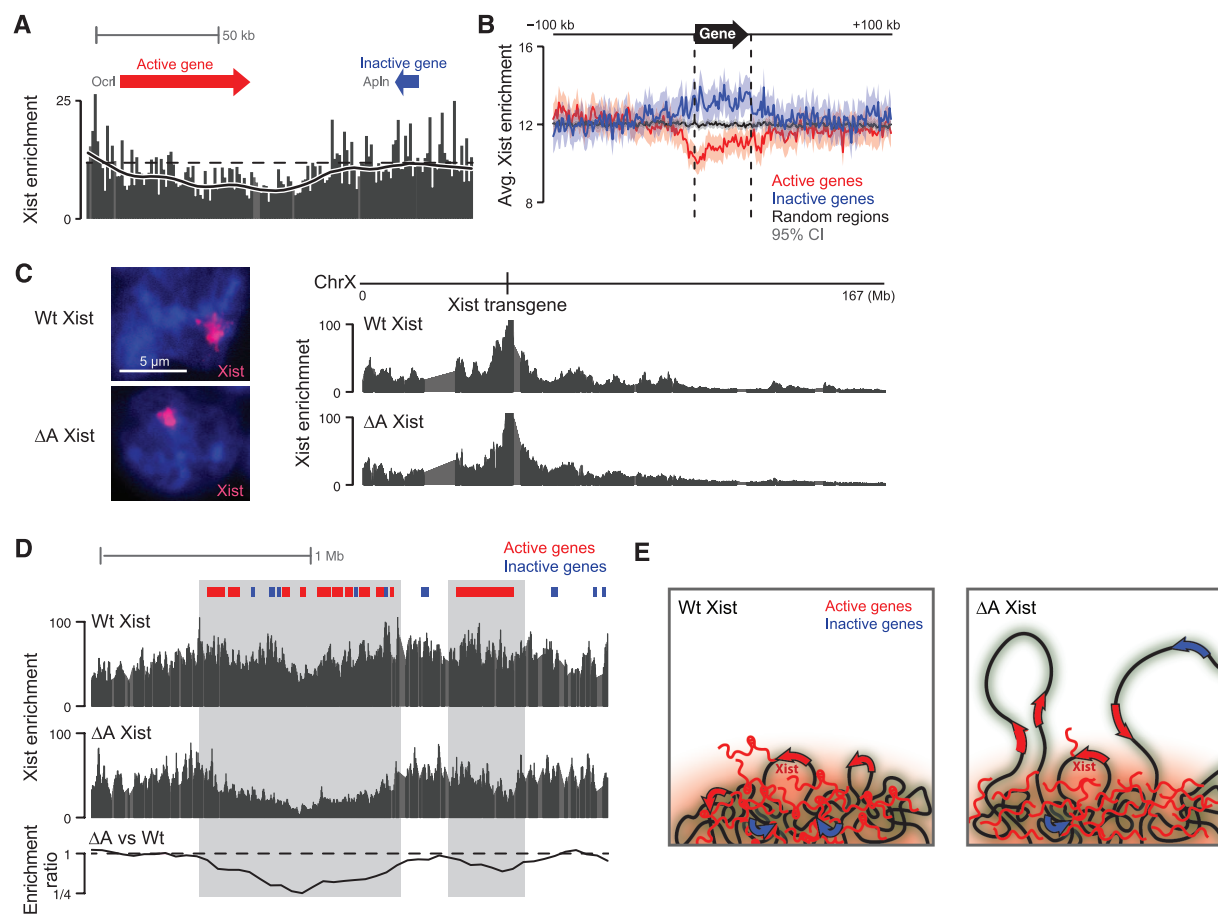 A
50 kb
Active gene
Inactive gene
Ocrl
Apln
25
0
Xist enrichment
B
−100 kb
+100 kb
Gene
16
12
8
Avg. Xist enrichment
Active genes
Inactive genes
Random regions
95% CI
C
Wt Xist
5 µm
Xist
ΔA Xist
Xist
ChrX
0
167 (Mb)
Xist transgene
Wt Xist
100
0
Xist enrichmnet
ΔA Xist
100
0
D
1 Mb
Active genes
Inactive genes
Wt Xist
100
0
Xist enrichment
ΔA Xist
100
0
ΔA vs Wt
1
1/4
Enrichment
ratio
E
Wt Xist
Active genes
Inactive genes
Xist
ΔA Xist
Xist